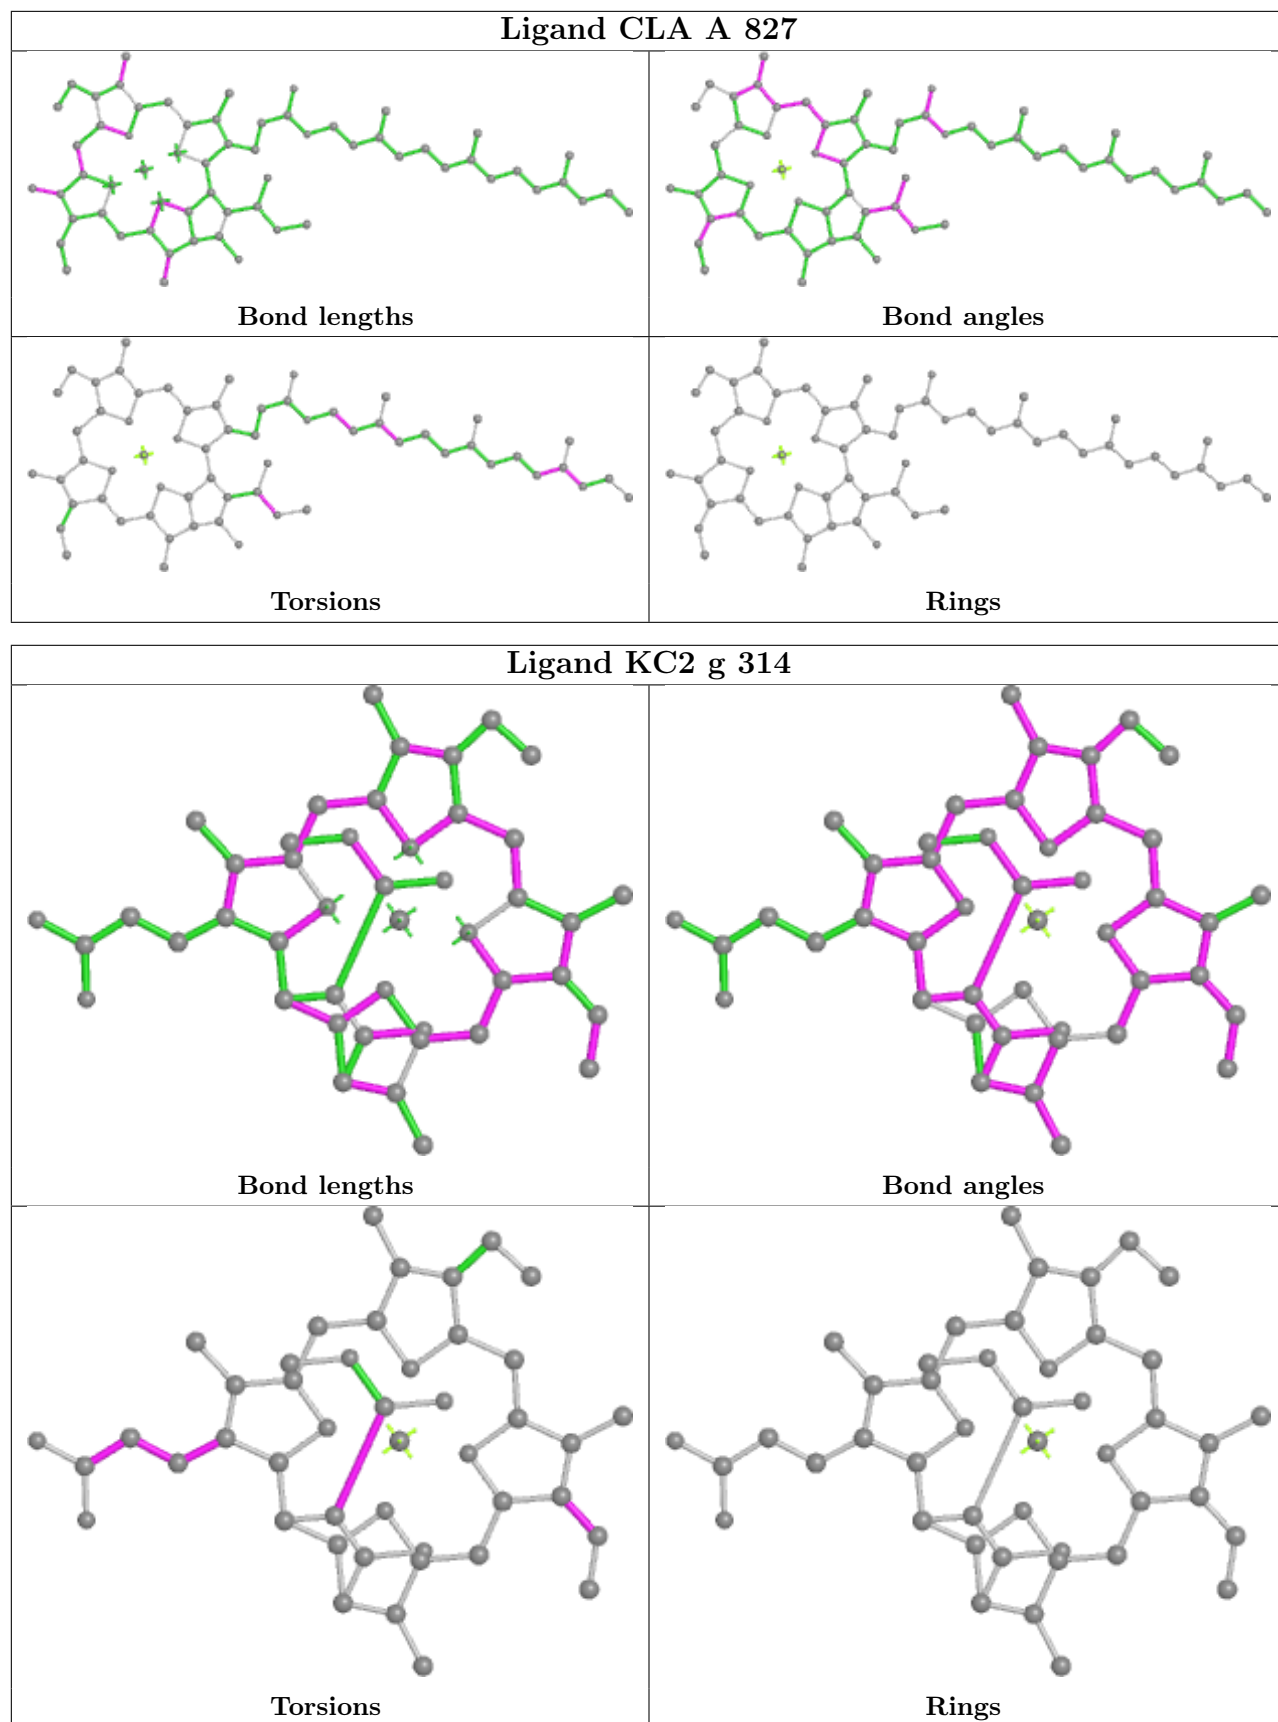 Ligand CLA A 827
Bond lengths
Bond angles
Torsions
Rings
Ligand KC2 g 314
Bond lengths
Bond angles
Torsions
Rings